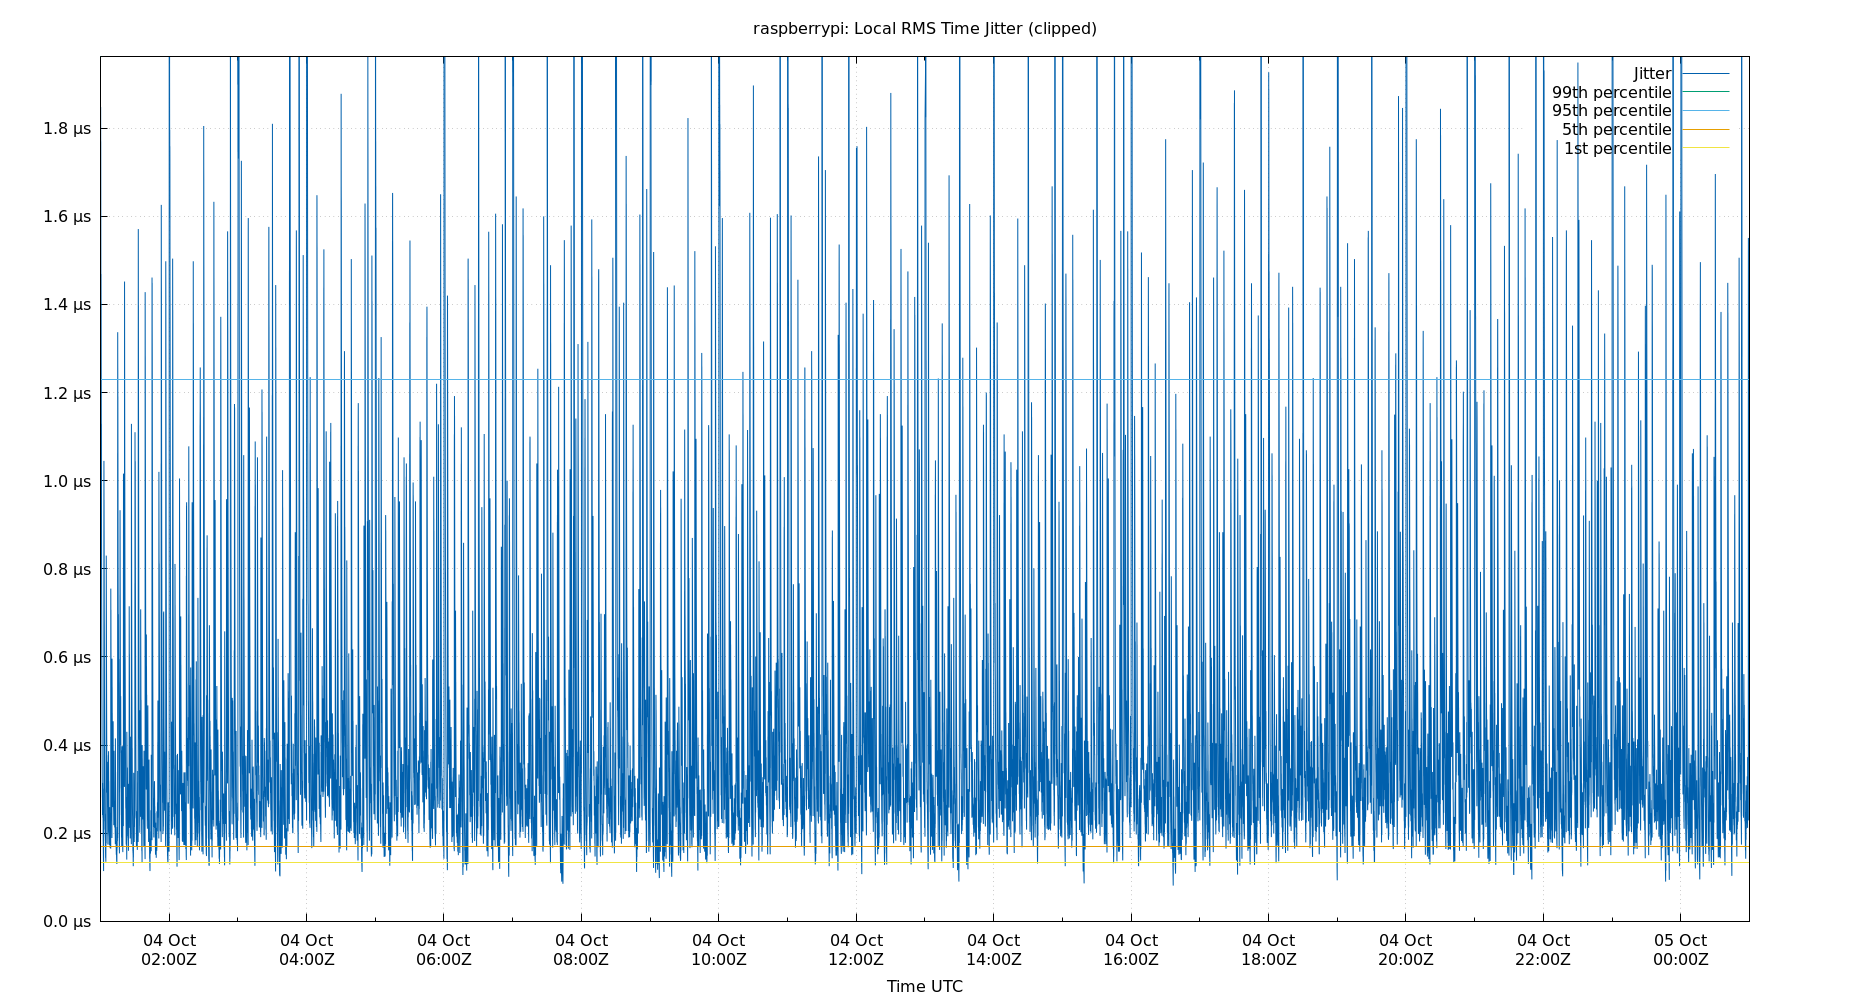 raspberrypi: Local RMS Time Jitter (clipped)
Jitter
99th percentile
95th percentile
5th percentile
1st percentile
1.8 µs
1.6 µs
1.4 µs
1.2 µs
1.0 µs
0.8 µs
0.6 µs
0.4 µs
0.2 µs
0.0 µs
04 Oct 04 Oct 04 Oct 04 Oct 04 Oct 04 Oct 04 Oct 04 Oct 04 Oct 04 Oct 04 Oct 05 Oct
02:00Z 04:00Z 06:00Z 08:00Z 10:00Z 12:00Z 14:00Z 16:00Z 18:00Z 20:00Z 22:00Z 00:00Z
Time UTC